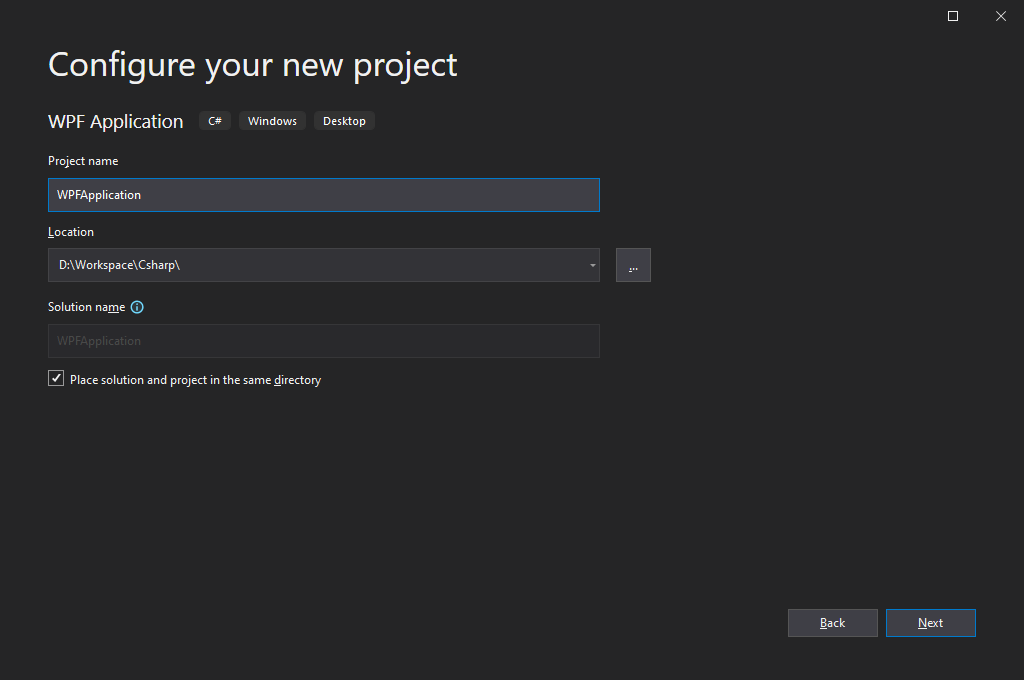 Configure your new project
WPF Application C# Windows Desktop
Project name
WPFApplication
Location
D:\Workspace\Csharp\
...
Solution name
WPFApplication
Place solution and project in the same directory
Back Next